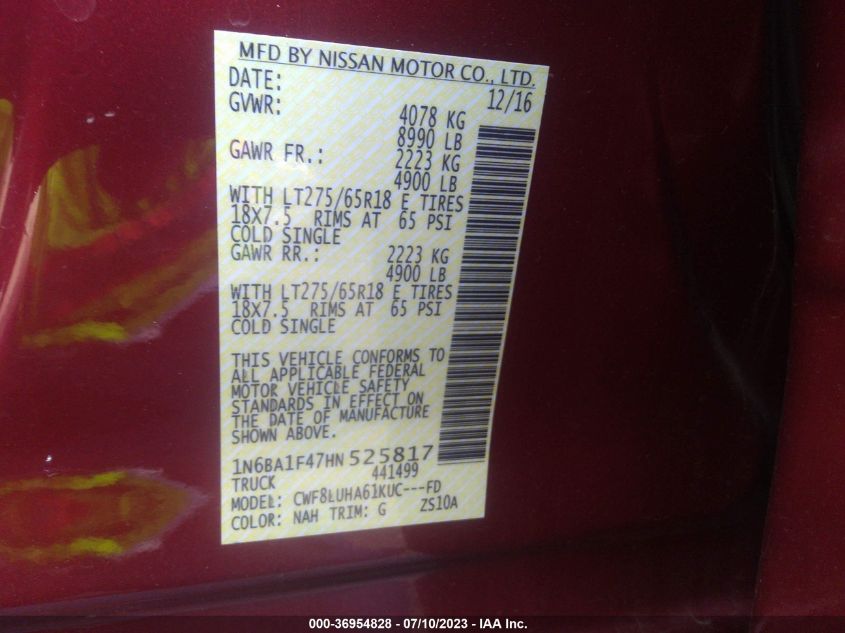 MFD BY NISSAN MOTOR CO., LTD.
DATE: 12/16
GVWR: 4078 KG
8990 LB
GAWR FR.: 2223 KG
4900 LB
WITH LT275/65R18 E TIRES
18X7.5 RIMS AT 65 PSI
COLD SINGLE
GAWR RR.: 2223 KG
4900 LB
WITH LT275/65R18 E TIRES
18X7.5 RIMS AT 65 PSI
COLD SINGLE
THIS VEHICLE CONFORMS TO
ALL APPLICABLE FEDERAL
MOTOR VEHICLE SAFETY
STANDARDS IN EFFECT ON
THE DATE OF MANUFACTURE
SHOWN ABOVE.
1N6BA1F47HN525817
TRUCK 441499
MODEL: CWF8LUHA61KUC---FD
COLOR: NAH TRIM: G ZS10A
000-36954828 - 07/10/2023 - IAA Inc.